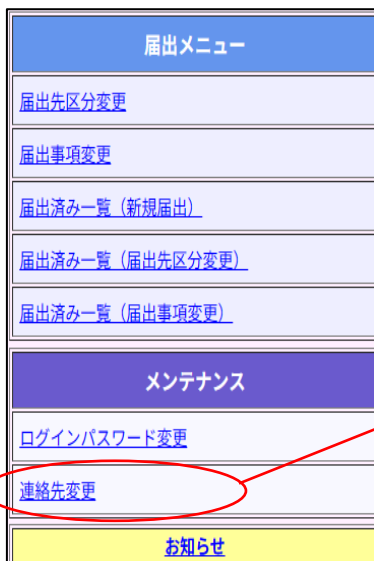 届出メニュー
届出先区分変更
届出事項変更
届出済み一覧（新規届出）
届出済み一覧（届出先区分変更）
届出済み一覧（届出事項変更）
メンテナンス
ログインパスワード変更
連絡先変更
お知らせ